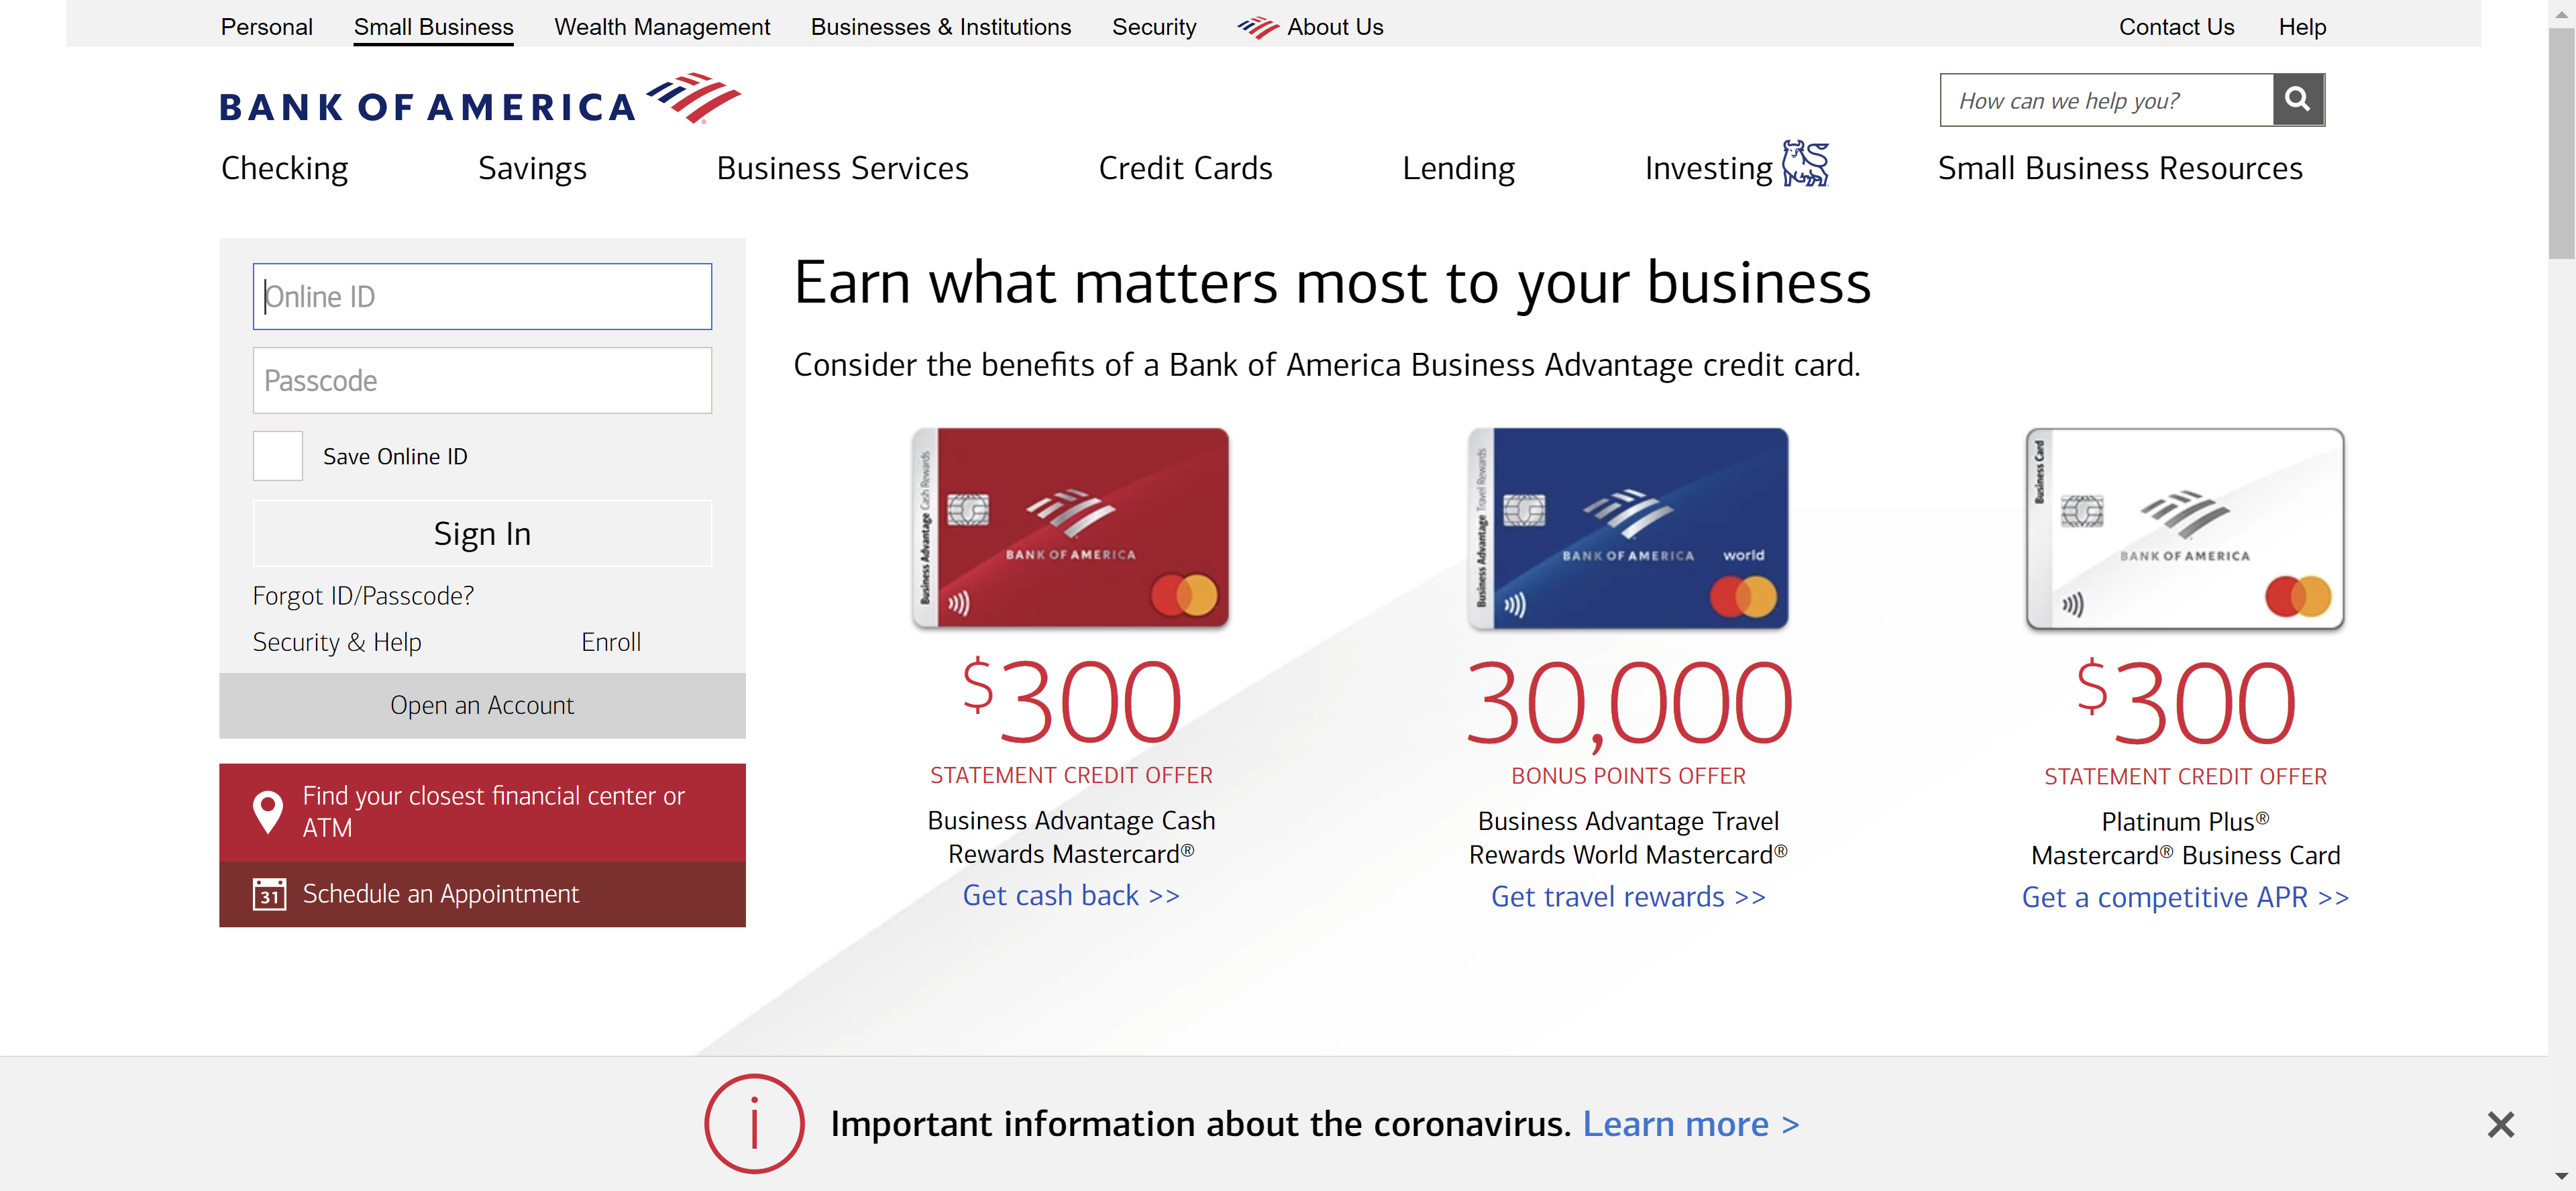 Personal Small Business Wealth Management Businesses & Institutions Security About Us Contact Us Help
BANK OF AMERICA
How can we help you?
Checking Savings Business Services Credit Cards Lending Investing Small Business Resources
Online ID
Passcode
Save Online ID
Sign In
Forgot ID/Passcode?
Security & Help Enroll
Open an Account
Find your closest financial center or
ATM
31 Schedule an Appointment
Earn what matters most to your business
Consider the benefits of a Bank of America Business Advantage credit card.
Business Advantage Cash Rewards
BANK OF AMERICA
$300
STATEMENT CREDIT OFFER
Business Advantage Cash
Rewards Mastercard®
Get cash back >>
Business Advantage Travel Rewards
BANK OF AMERICA world
30,000
BONUS POINTS OFFER
Business Advantage Travel
Rewards World Mastercard®
Get travel rewards >>
Business Card
BANK OF AMERICA
$300
STATEMENT CREDIT OFFER
Platinum Plus®
Mastercard® Business Card
Get a competitive APR >>
Important information about the coronavirus. Learn more >